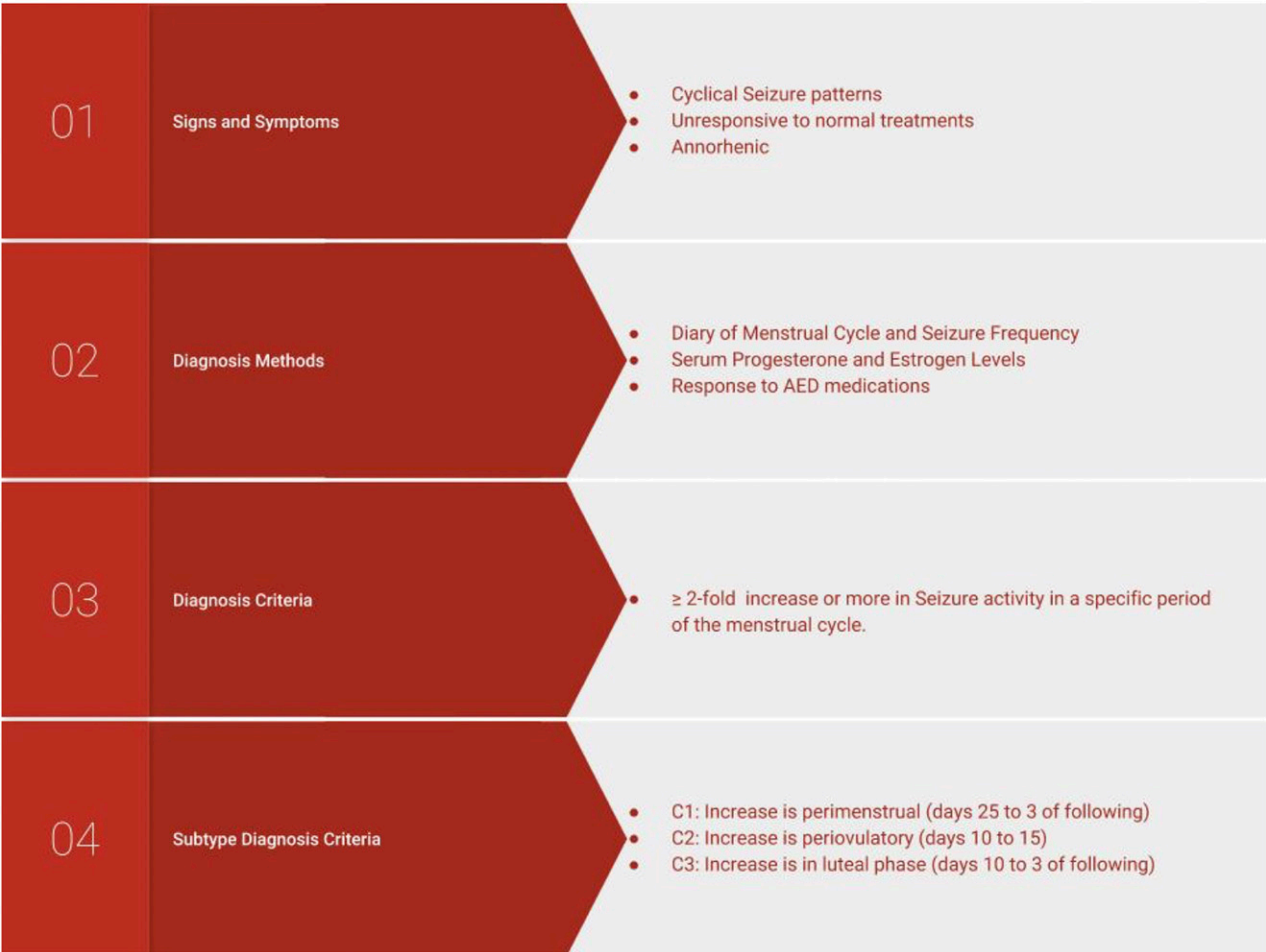 01
Signs and Symptoms
● Cyclical Seizure patterns
● Unresponsive to normal treatments
● Annorhenic
02
Diagnosis Methods
● Diary of Menstrual Cycle and Seizure Frequency
● Serum Progesterone and Estrogen Levels
● Response to AED medications
03
Diagnosis Criteria
● ≥ 2-fold increase or more in Seizure activity in a specific period
of the menstrual cycle.
04
Subtype Diagnosis Criteria
● C1: Increase is perimenstrual (days 25 to 3 of following)
● C2: Increase is periovulatory (days 10 to 15)
● C3: Increase is in luteal phase (days 10 to 3 of following)